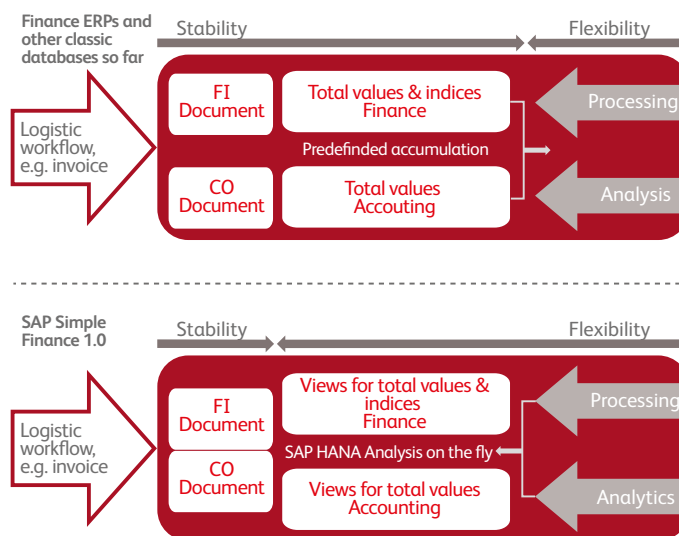 Finance ERPs and
other classic
databases so far
Stability
Flexibility
Logistic
workflow,
e.g. invoice
FI
Document
Total values & indices
Finance
Processing
Predefinded accumulation
CO
Document
Total values
Accouting
Analysis
SAP Simple
Finance 1.0
Stability
Flexibility
Logistic
workflow,
e.g. invoice
FI
Document
Views for total values &
indices
Finance
Processing
SAP HANA Analysis on the fly
CO
Document
Views for total values
Accounting
Analytics